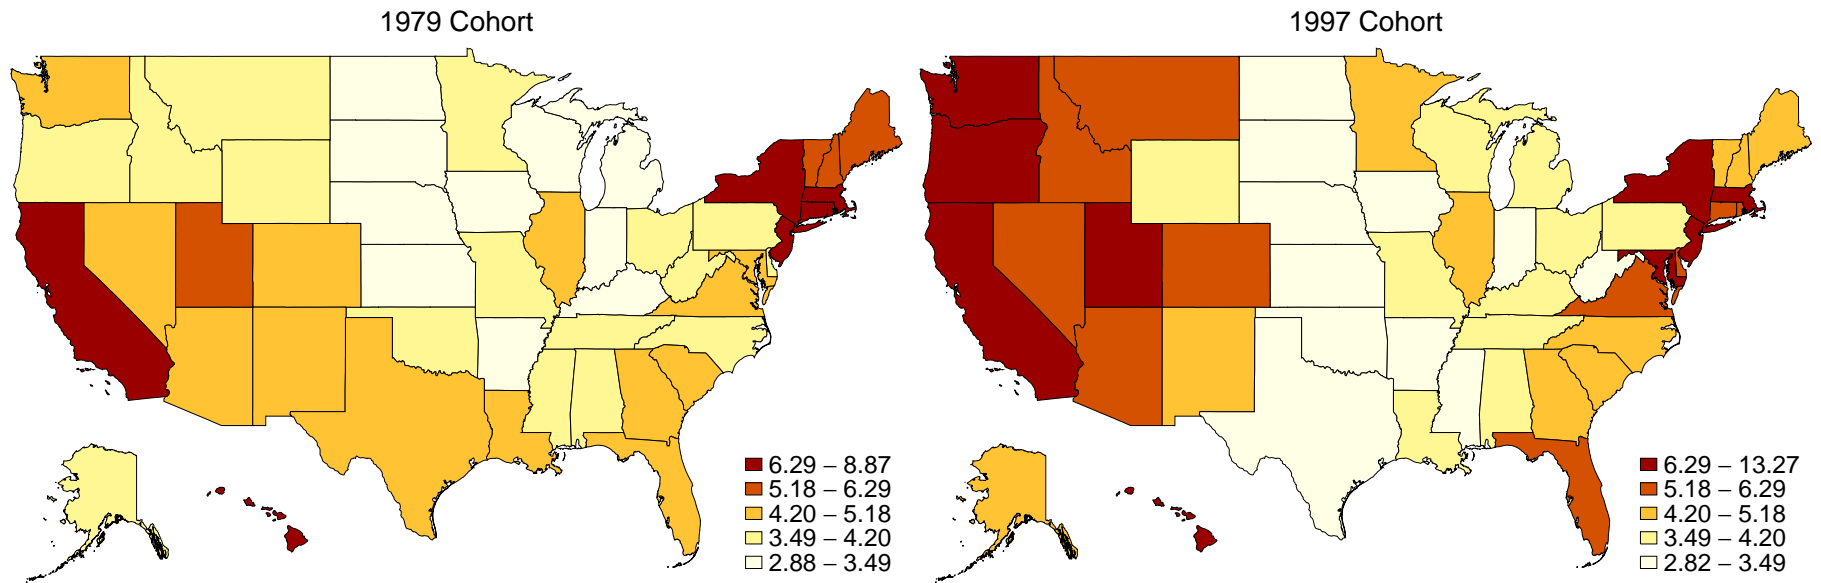 1979 Cohort
6.29 – 8.87
5.18 – 6.29
4.20 – 5.18
3.49 – 4.20
2.88 – 3.49
1997 Cohort
6.29 – 13.27
5.18 – 6.29
4.20 – 5.18
3.49 – 4.20
2.82 – 3.49